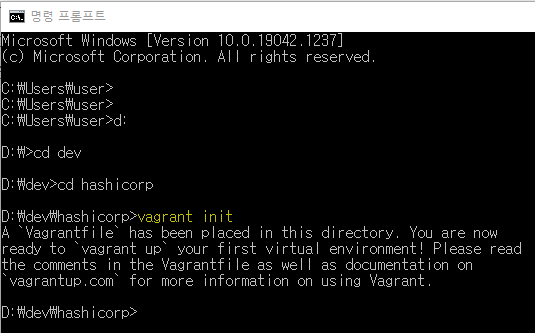 명령 프롬프트
Microsoft Windows [Version 10.0.19042.1237]
(c) Microsoft Corporation. All rights reserved.
C:₩Users₩user>
C:₩Users₩user>
C:₩Users₩user>d:
D:₩>cd dev
D:₩dev>cd hashicorp
D:₩dev₩hashicorp>vagrant init
A `Vagrantfile` has been placed in this directory. You are now
ready to `vagrant up` your first virtual environment! Please read
the comments in the Vagrantfile as well as documentation on
`vagrantup.com` for more information on using Vagrant.
D:₩dev₩hashicorp>